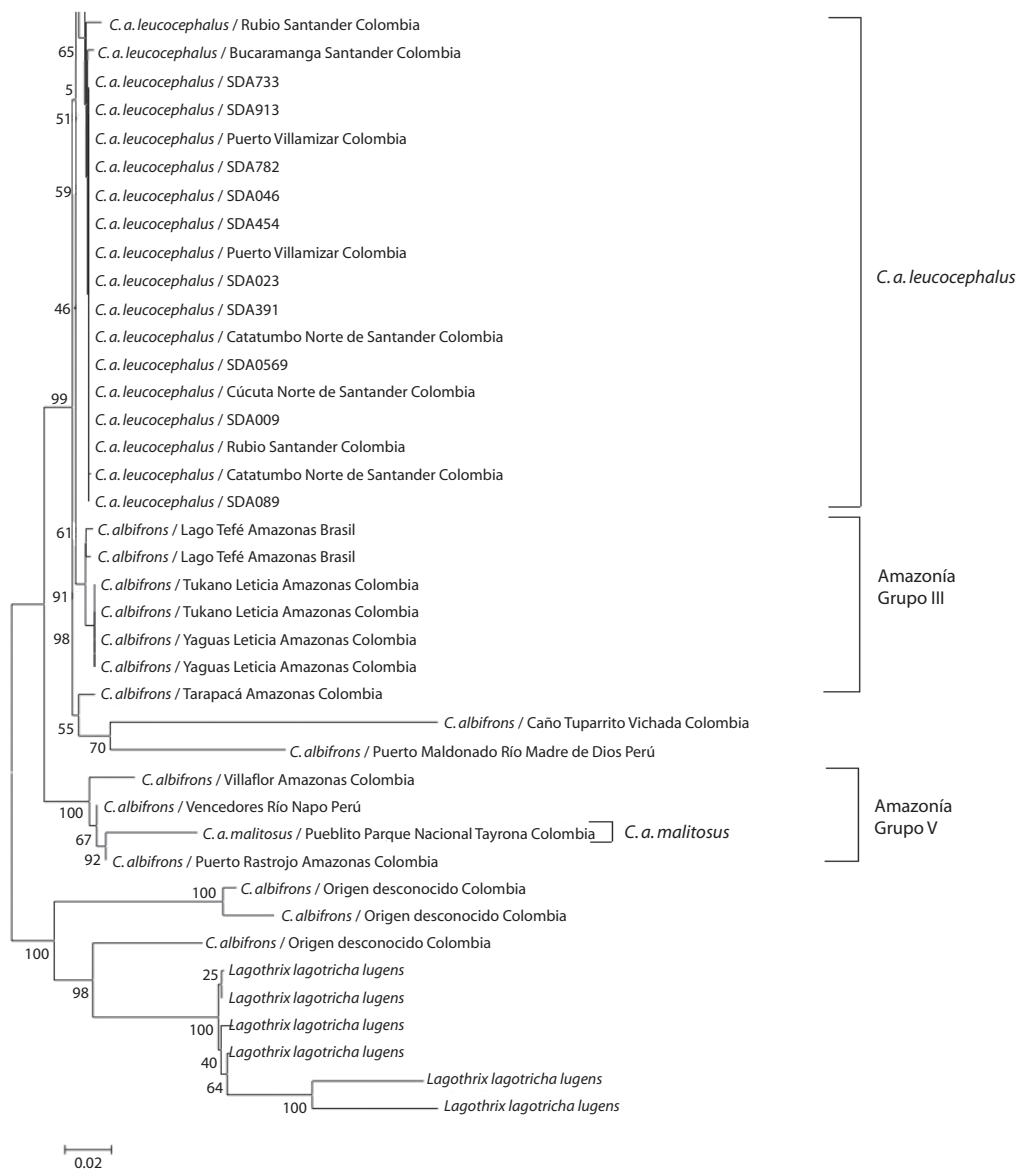 C. a. leucocephalus / Rubio Santander Colombia
65
C. a. leucocephalus / Bucaramanga Santander Colombia
C. a. leucocephalus / SDA733
5
C. a. leucocephalus / SDA913
51
C. a. leucocephalus / Puerto Villamizar Colombia
C. a. leucocephalus / SDA782
59
C. a. leucocephalus / SDA046
C. a. leucocephalus / SDA454
C. a. leucocephalus / Puerto Villamizar Colombia
C. a. leucocephalus
C. a. leucocephalus / SDA023
46
C. a. leucocephalus / SDA391
C. a. leucocephalus / Catatumbo Norte de Santander Colombia
C. a. leucocephalus / SDA0569
C. a. leucocephalus / Cúcuta Norte de Santander Colombia
99
C. a. leucocephalus / SDA009
C. a. leucocephalus / Rubio Santander Colombia
C. a. leucocephalus / Catatumbo Norte de Santander Colombia
C. a. leucocephalus / SDA089
61
C. albifrons / Lago Tefé Amazonas Brasil
C. albifrons / Lago Tefé Amazonas Brasil
C. albifrons / Tukano Leticia Amazonas Colombia
Amazonía
Grupo III
91
C. albifrons / Tukano Leticia Amazonas Colombia
98
C. albifrons / Yaguas Leticia Amazonas Colombia
C. albifrons / Yaguas Leticia Amazonas Colombia
C. albifrons / Tarapacá Amazonas Colombia
55
C. albifrons / Caño Tuparrito Vichada Colombia
70
C. albifrons / Puerto Maldonado Río Madre de Dios Perú
C. albifrons / Villaflor Amazonas Colombia
100
C. albifrons / Vencedores Río Napo Perú
Amazonía
Grupo V
67
C. a. malitosus / Pueblito Parque Nacional Tayrona Colombia
C. a. malitosus
92
C. albifrons / Puerto Rastrojo Amazonas Colombia
100
C. albifrons / Origen desconocido Colombia
C. albifrons / Origen desconocido Colombia
100
C. albifrons / Origen desconocido Colombia
98
25
Lagothrix lagotricha lugens
Lagothrix lagotricha lugens
100
Lagothrix lagotricha lugens
40
Lagothrix lagotricha lugens
64
Lagothrix lagotricha lugens
100
Lagothrix lagotricha lugens
0.02